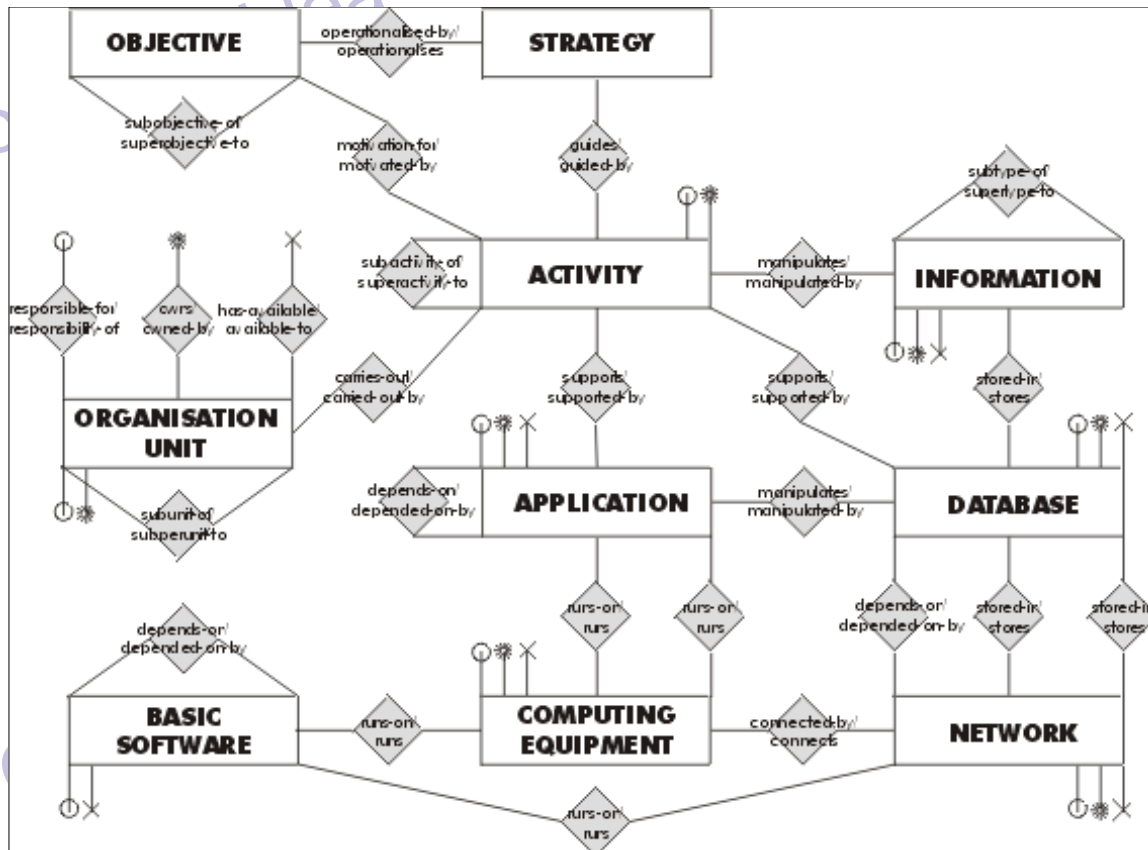 OBJECTIVE
operationalised-by/
operationalises
STRATEGY
subobjective-of
superobjective-to
motivation-for/
motivated-by
guides/
guided-by
subtype-of
supertype-to
responsible-for/
responsibility-of
owns
owned-by
has-available/
available-to
subactivity-of
superactivity-to
ACTIVITY
manipulates/
manipulated-by
INFORMATION
carries-out/
carried-out-by
supports/
supported-by
supports/
supported-by
stored-in/
stores
ORGANISATION
UNIT
subunit-of
subperunit-to
depends-on/
depended-on-by
APPLICATION
manipulates/
manipulated-by
DATABASE
depends-on/
depended-on-by
runs-on/
runs
runs-on/
runs
depends-on/
depended-on-by
stored-in/
stores
stored-in
stores
BASIC
SOFTWARE
runs-on/
runs
COMPUTING
EQUIPMENT
connected-by/
connects
NETWORK
runs-on/
runs